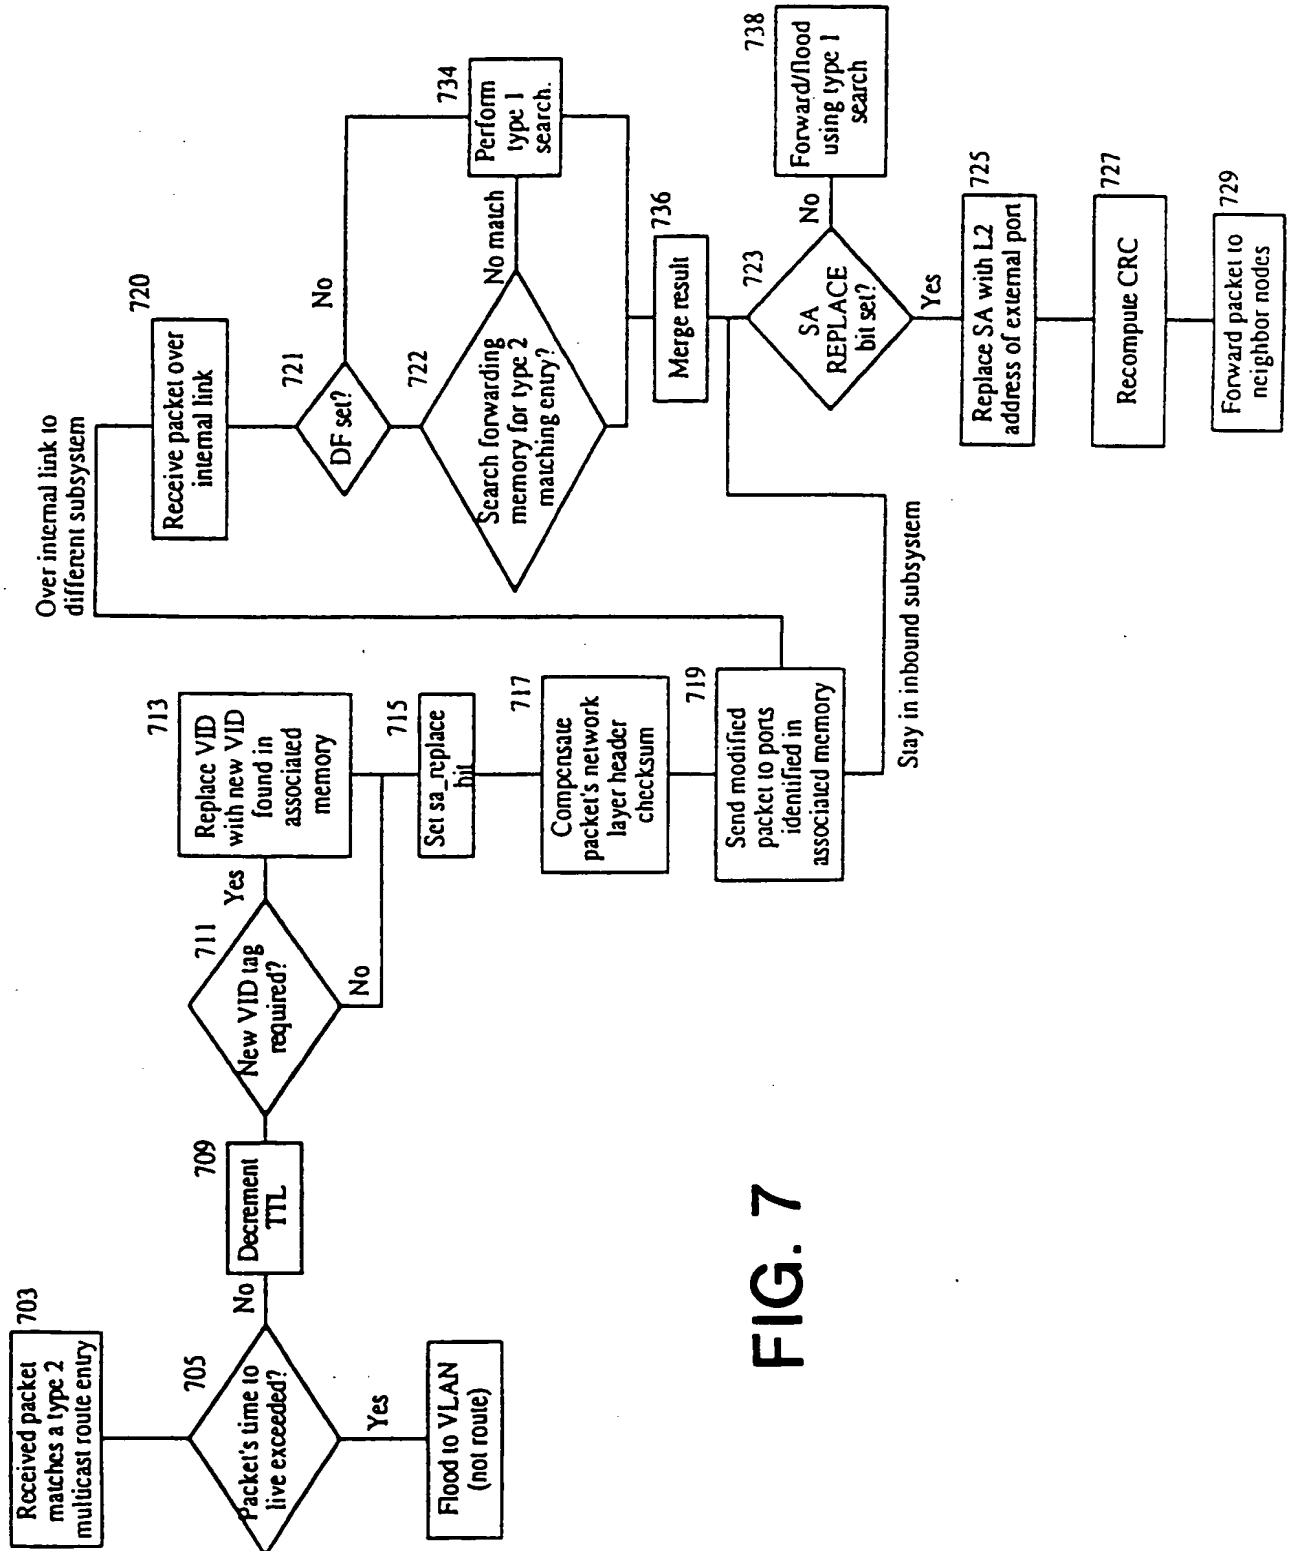 703
Received packet
matches a type 2
multicast route entry
705
Packet's time to
live exceeded?
Yes
Flood to VLAN
(not route)
No
709
Decrement
TTL
711
New VID tag
required?
Yes
No
713
Replace VID
with new VID
found in
associated
memory
715
Set sa_replace
bit
717
Compensate
packet's network
layer header
checksum
719
Send modified
packet to ports
identified in
associated memory
Over internal link to
different subsystem
Stay in inbound subsystem
720
Receive packet over
internal link
721
DF set?
No
722
Search forwarding
memory for type 2
matching entry?
No match
734
Perform
type 1
search.
736
Merge result
723
SA
REPLACE
bit set?
No
738
Forward/flood
using type 1
search
Yes
725
Replace SA with L2
address of external port
727
Recompute CRC
729
Forward packet to
neighbor nodes
FIG. 7